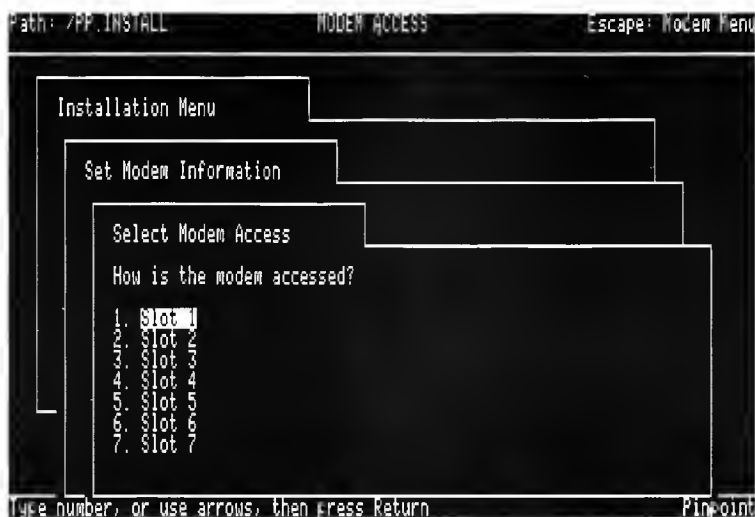 Path: /PP.INSTALL MODEM ACCESS Escape: Modem Menu
Installation Menu
Set Modem Information
Select Modem Access
How is the modem accessed?
1. Slot 1
2. Slot 2
3. Slot 3
4. Slot 4
5. Slot 5
6. Slot 6
7. Slot 7
Type number, or use arrows, then press Return Pinpoint